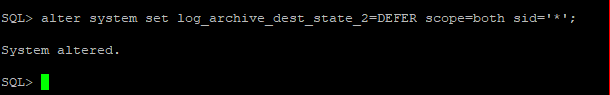 SQL> alter system set log_archive_dest_state_2=DEFER scope=both sid='*';
System altered.
SQL>